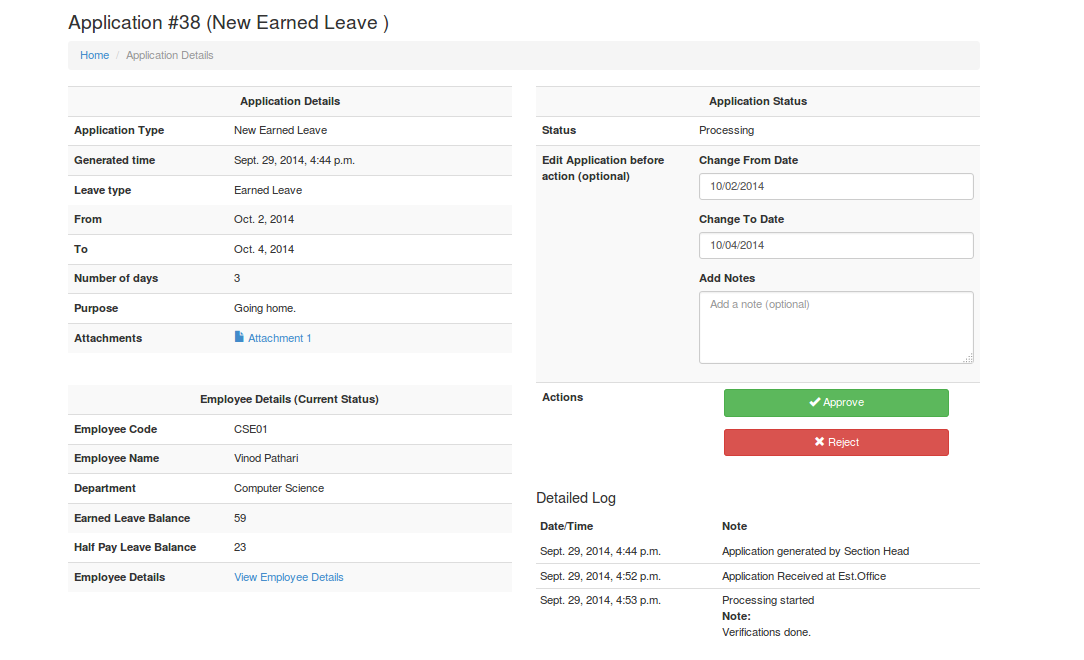 Application #38 (New Earned Leave )
Home / Application Details
Application Details
Application Type New Earned Leave
Generated time Sept. 29, 2014, 4:44 p.m.
Leave type Earned Leave
From Oct. 2, 2014
To Oct. 4, 2014
Number of days 3
Purpose Going home.
Attachments Attachment 1
Employee Details (Current Status)
Employee Code CSE01
Employee Name Vinod Pathari
Department Computer Science
Earned Leave Balance 59
Half Pay Leave Balance 23
Employee Details View Employee Details
Application Status
Status Processing
Edit Application before
action (optional)
Change From Date
10/02/2014
Change To Date
10/04/2014
Add Notes
Add a note (optional)
Actions
Approve
Reject
Detailed Log
Date/Time Note
Sept. 29, 2014, 4:44 p.m. Application generated by Section Head
Sept. 29, 2014, 4:52 p.m. Application Received at Est.Office
Sept. 29, 2014, 4:53 p.m. Processing started
Note:
Verifications done.